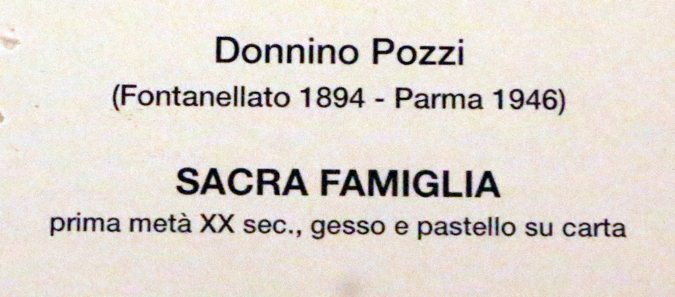 Donnino Pozzi
(Fontanellato 1894 - Parma 1946)
SACRA FAMIGLIA
prima metà XX sec., gesso e pastello su carta